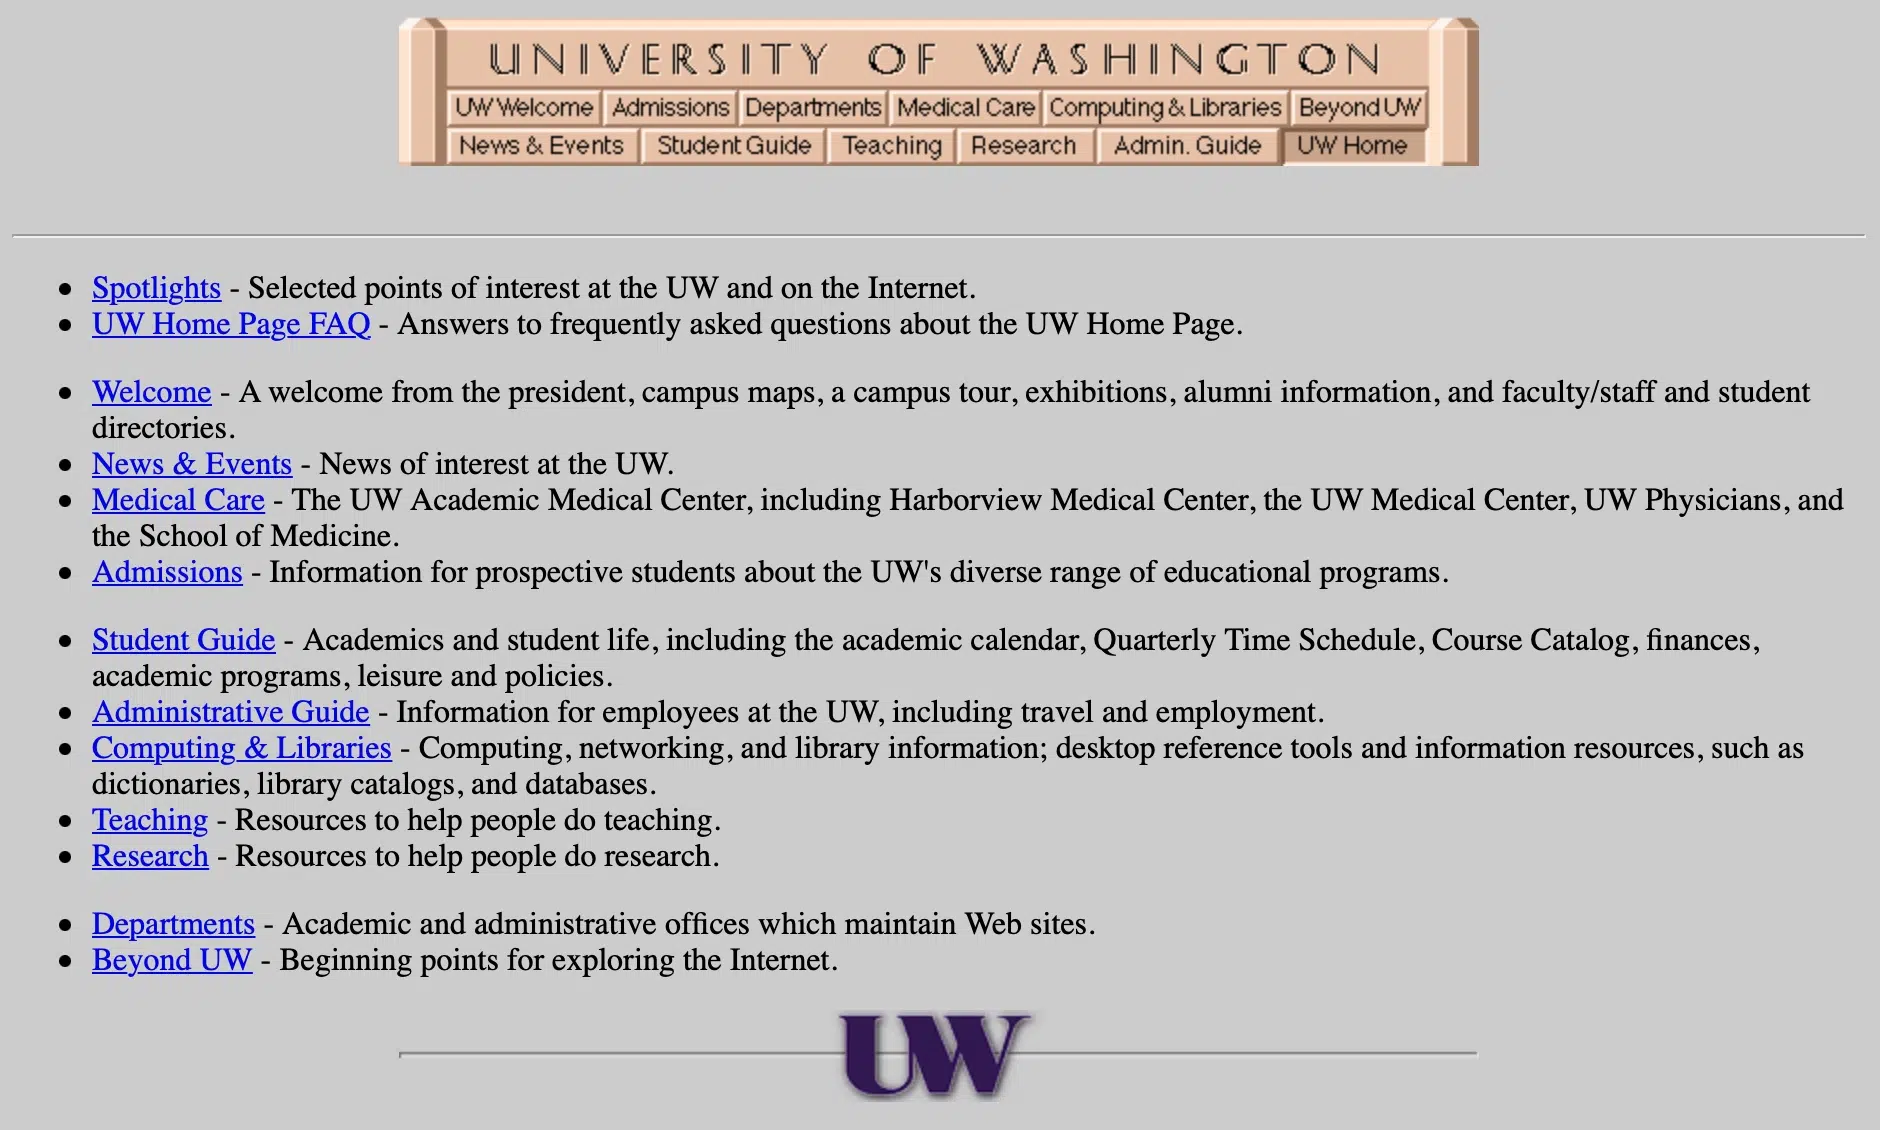 UNIVERSITY OF WASHINGTON
UW Welcome Admissions Departments Medical Care Computing & Libraries Beyond UW
News & Events Student Guide Teaching Research Admin. Guide UW Home
• Spotlights - Selected points of interest at the UW and on the Internet.
• UW Home Page FAQ - Answers to frequently asked questions about the UW Home Page.
• Welcome - A welcome from the president, campus maps, a campus tour, exhibitions, alumni information, and faculty/staff and student
directories.
• News & Events - News of interest at the UW.
• Medical Care - The UW Academic Medical Center, including Harborview Medical Center, the UW Medical Center, UW Physicians, and
the School of Medicine.
• Admissions - Information for prospective students about the UW's diverse range of educational programs.
• Student Guide - Academics and student life, including the academic calendar, Quarterly Time Schedule, Course Catalog, finances,
academic programs, leisure and policies.
• Administrative Guide - Information for employees at the UW, including travel and employment.
• Computing & Libraries - Computing, networking, and library information; desktop reference tools and information resources, such as
dictionaries, library catalogs, and databases.
• Teaching - Resources to help people do teaching.
• Research - Resources to help people do research.
• Departments - Academic and administrative offices which maintain Web sites.
• Beyond UW - Beginning points for exploring the Internet.
UW